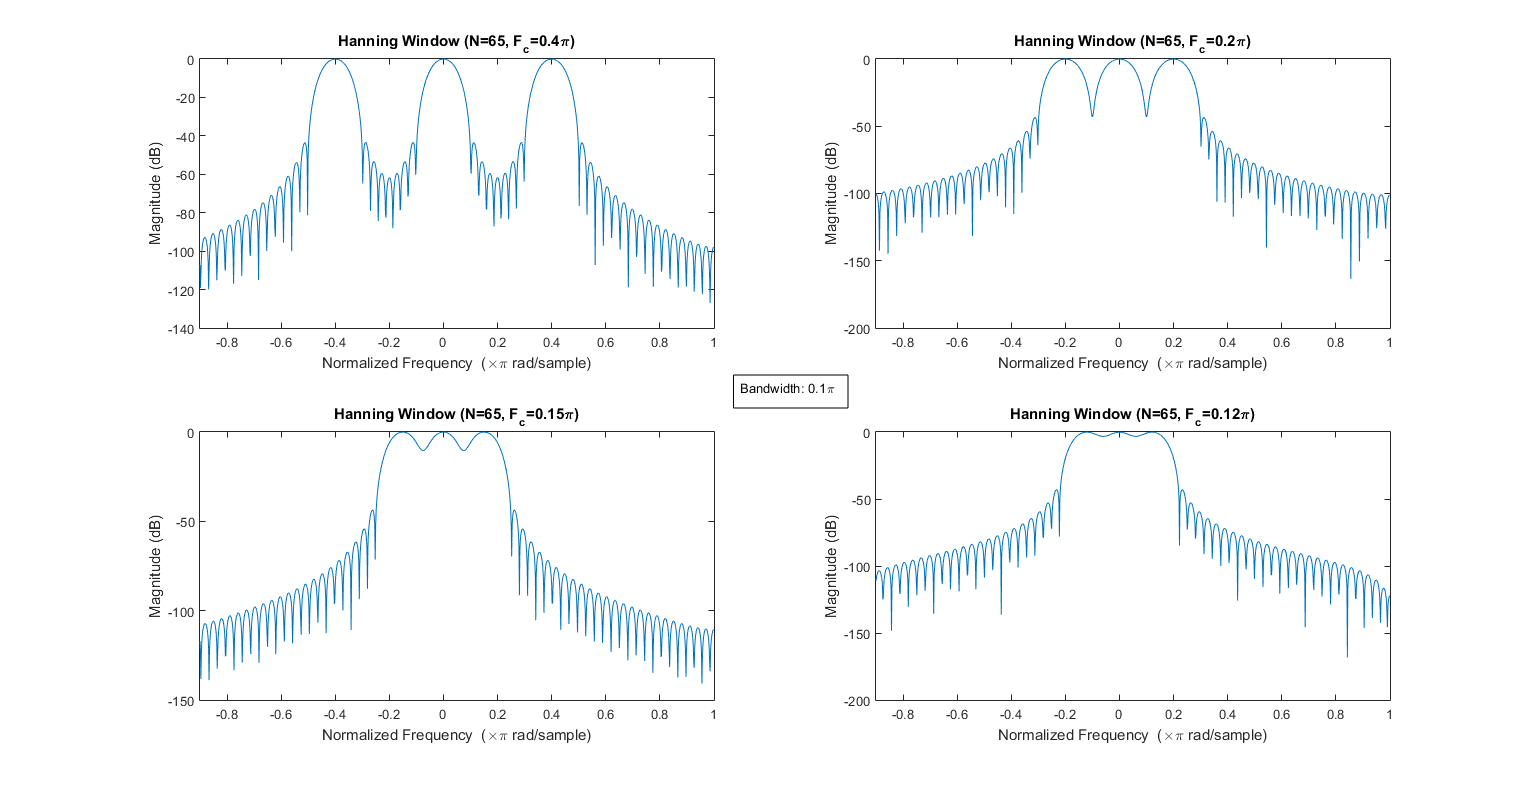 Hanning Window (N=65, F_c=0.4π)
Magnitude (dB)
0
-20
-40
-60
-80
-100
-120
-140
-0.8 -0.6 -0.4 -0.2 0 0.2 0.4 0.6 0.8 1
Normalized Frequency (×π rad/sample)
Hanning Window (N=65, F_c=0.2π)
Magnitude (dB)
0
-50
-100
-150
-200
-0.8 -0.6 -0.4 -0.2 0 0.2 0.4 0.6 0.8 1
Normalized Frequency (×π rad/sample)
Bandwidth: 0.1π
Hanning Window (N=65, F_c=0.15π)
Magnitude (dB)
0
-50
-100
-150
-0.8 -0.6 -0.4 -0.2 0 0.2 0.4 0.6 0.8 1
Normalized Frequency (×π rad/sample)
Hanning Window (N=65, F_c=0.12π)
Magnitude (dB)
0
-50
-100
-150
-200
-0.8 -0.6 -0.4 -0.2 0 0.2 0.4 0.6 0.8 1
Normalized Frequency (×π rad/sample)